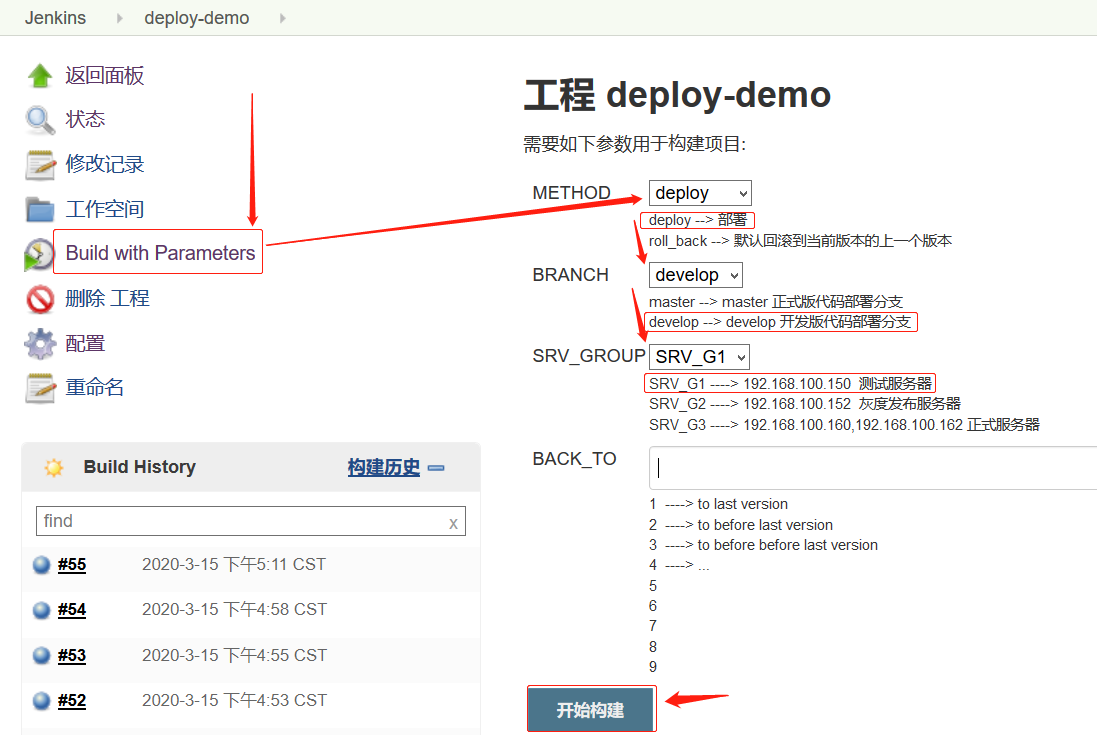 Jenkins deploy-demo
返回面板
状态
修改记录
工作空间
Build with Parameters
删除 工程
配置
重命名
Build History 构建历史
find x
#55 2020-3-15 下午5:11 CST
#54 2020-3-15 下午4:58 CST
#53 2020-3-15 下午4:55 CST
#52 2020-3-15 下午4:53 CST
工程 deploy-demo
需要如下参数用于构建项目:
METHOD deploy
deploy --> 部署
roll_back --> 默认回滚到当前版本的上一个版本
BRANCH develop
master --> master 正式版代码部署分支
develop --> develop 开发版代码部署分支
SRV_GROUP SRV_G1
SRV_G1 ----> 192.168.100.150 测试服务器
SRV_G2 ----> 192.168.100.152 灰度发布服务器
SRV_G3 ----> 192.168.100.160,192.168.100.162 正式服务器
BACK_TO
1 ----> to last version
2 ----> to before last version
3 ----> to before before last version
4 ----> ...
5
6
7
8
9
开始构建